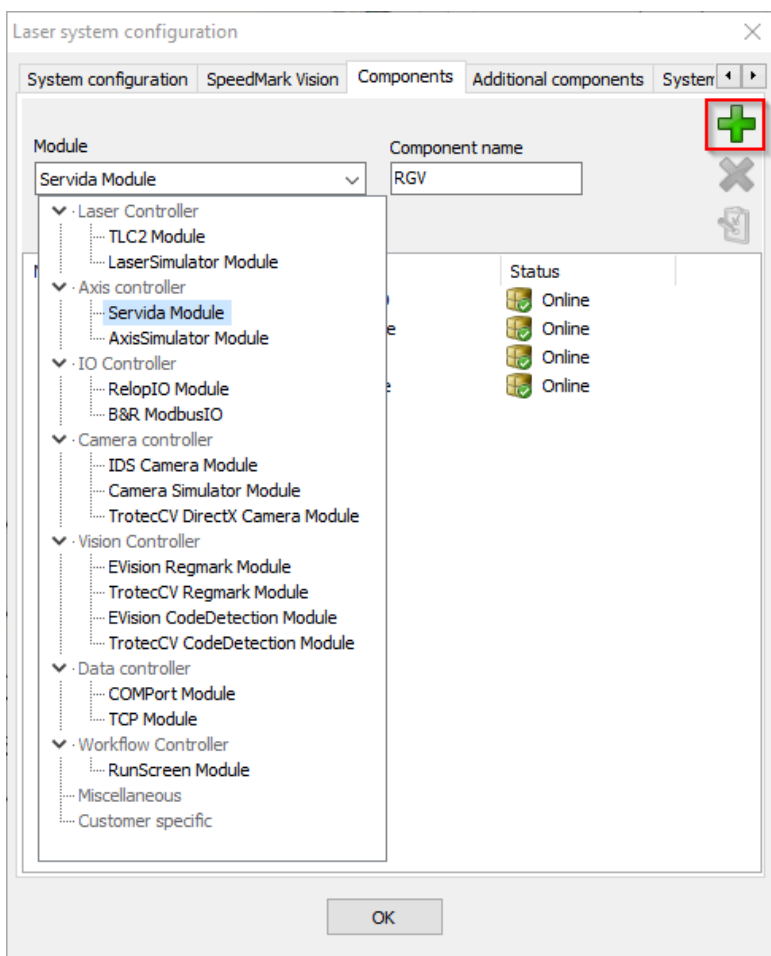 Laser system configuration
System configuration SpeedMark Vision Components Additional components System
Module Component name
Servida Module RGV
Laser Controller
TLC2 Module
LaserSimulator Module
Status
Axis controller
Online
Servida Module
Online
AxisSimulator Module
Online
IO Controller
Online
RelopIO Module
B&R ModbusIO
Camera controller
IDS Camera Module
Camera Simulator Module
TrotecCV DirectX Camera Module
Vision Controller
EVision Regmark Module
TrotecCV Regmark Module
EVision CodeDetection Module
TrotecCV CodeDetection Module
Data controller
COMPort Module
TCP Module
Workflow Controller
RunScreen Module
Miscellaneous
Customer specific
OK